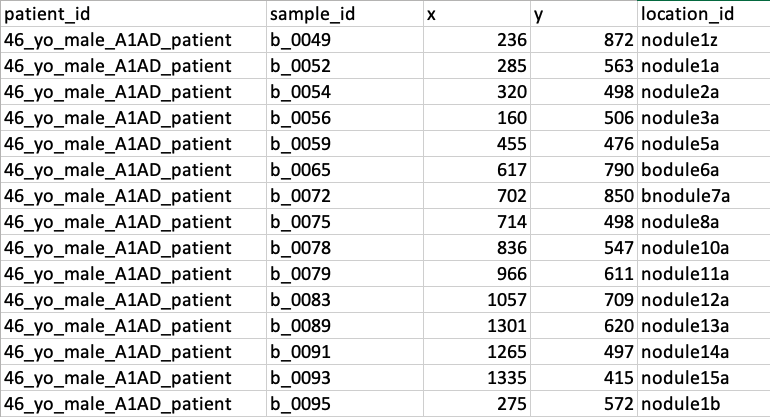 patient_id sample_id x y location_id
46_yo_male_A1AD_patient b_0049 236 872 nodule1z
46_yo_male_A1AD_patient b_0052 285 563 nodule1a
46_yo_male_A1AD_patient b_0054 320 498 nodule2a
46_yo_male_A1AD_patient b_0056 160 506 nodule3a
46_yo_male_A1AD_patient b_0059 455 476 nodule5a
46_yo_male_A1AD_patient b_0065 617 790 bodule6a
46_yo_male_A1AD_patient b_0072 702 850 bnodule7a
46_yo_male_A1AD_patient b_0075 714 498 nodule8a
46_yo_male_A1AD_patient b_0078 836 547 nodule10a
46_yo_male_A1AD_patient b_0079 966 611 nodule11a
46_yo_male_A1AD_patient b_0083 1057 709 nodule12a
46_yo_male_A1AD_patient b_0089 1301 620 nodule13a
46_yo_male_A1AD_patient b_0091 1265 497 nodule14a
46_yo_male_A1AD_patient b_0093 1335 415 nodule15a
46_yo_male_A1AD_patient b_0095 275 572 nodule1b